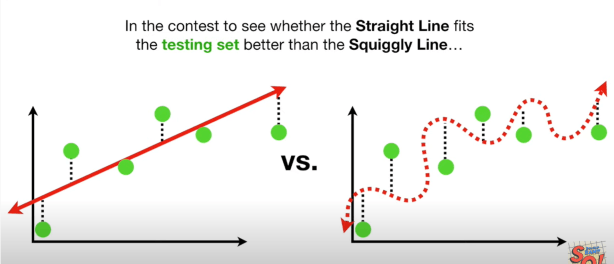 In the contest to see whether the Straight Line fits
the testing set better than the Squiggly Line…
vs.